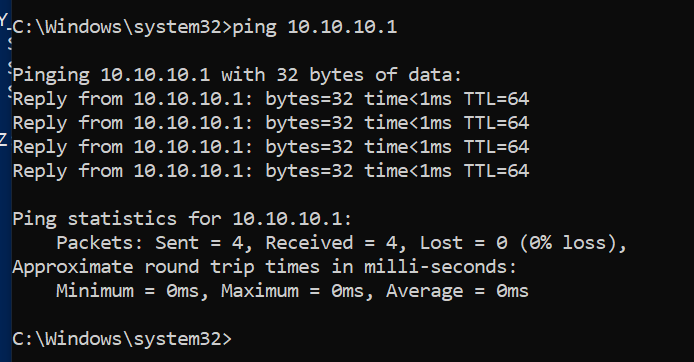 C:\Windows\system32>ping 10.10.10.1
Pinging 10.10.10.1 with 32 bytes of data:
Reply from 10.10.10.1: bytes=32 time<1ms TTL=64
Reply from 10.10.10.1: bytes=32 time<1ms TTL=64
Reply from 10.10.10.1: bytes=32 time<1ms TTL=64
Reply from 10.10.10.1: bytes=32 time<1ms TTL=64
Ping statistics for 10.10.10.1:
    Packets: Sent = 4, Received = 4, Lost = 0 (0% loss),
Approximate round trip times in milli-seconds:
    Minimum = 0ms, Maximum = 0ms, Average = 0ms
C:\Windows\system32>